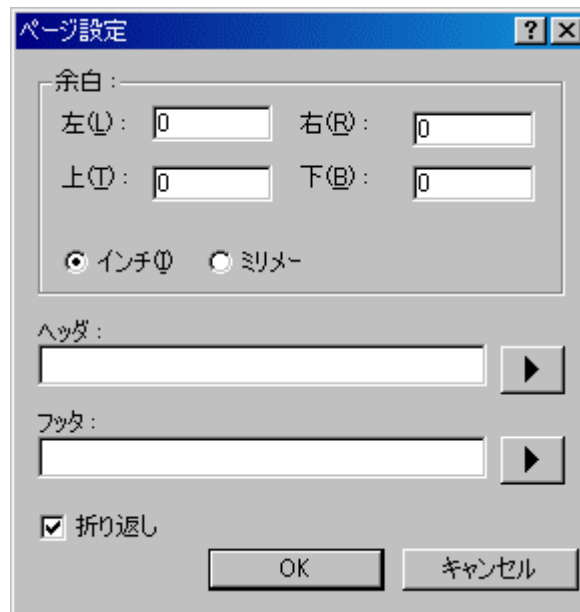 ページ設定
余白：
左(L)： 0 右(R)： 0
上(T)： 0 下(B)： 0
インチ(I) ミリメー
ヘッダ：
フッタ：
折り返し
OK キャンセル